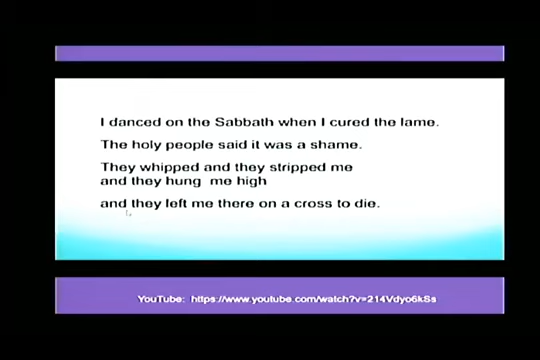 I danced on the Sabbath when I cured the lame.
The holy people said it was a shame.
They whipped and they stripped me
and they hung me high
and they left me there on a cross to die.
YouTube: https://www.youtube.com/watch?v=214Vdyo6kSs